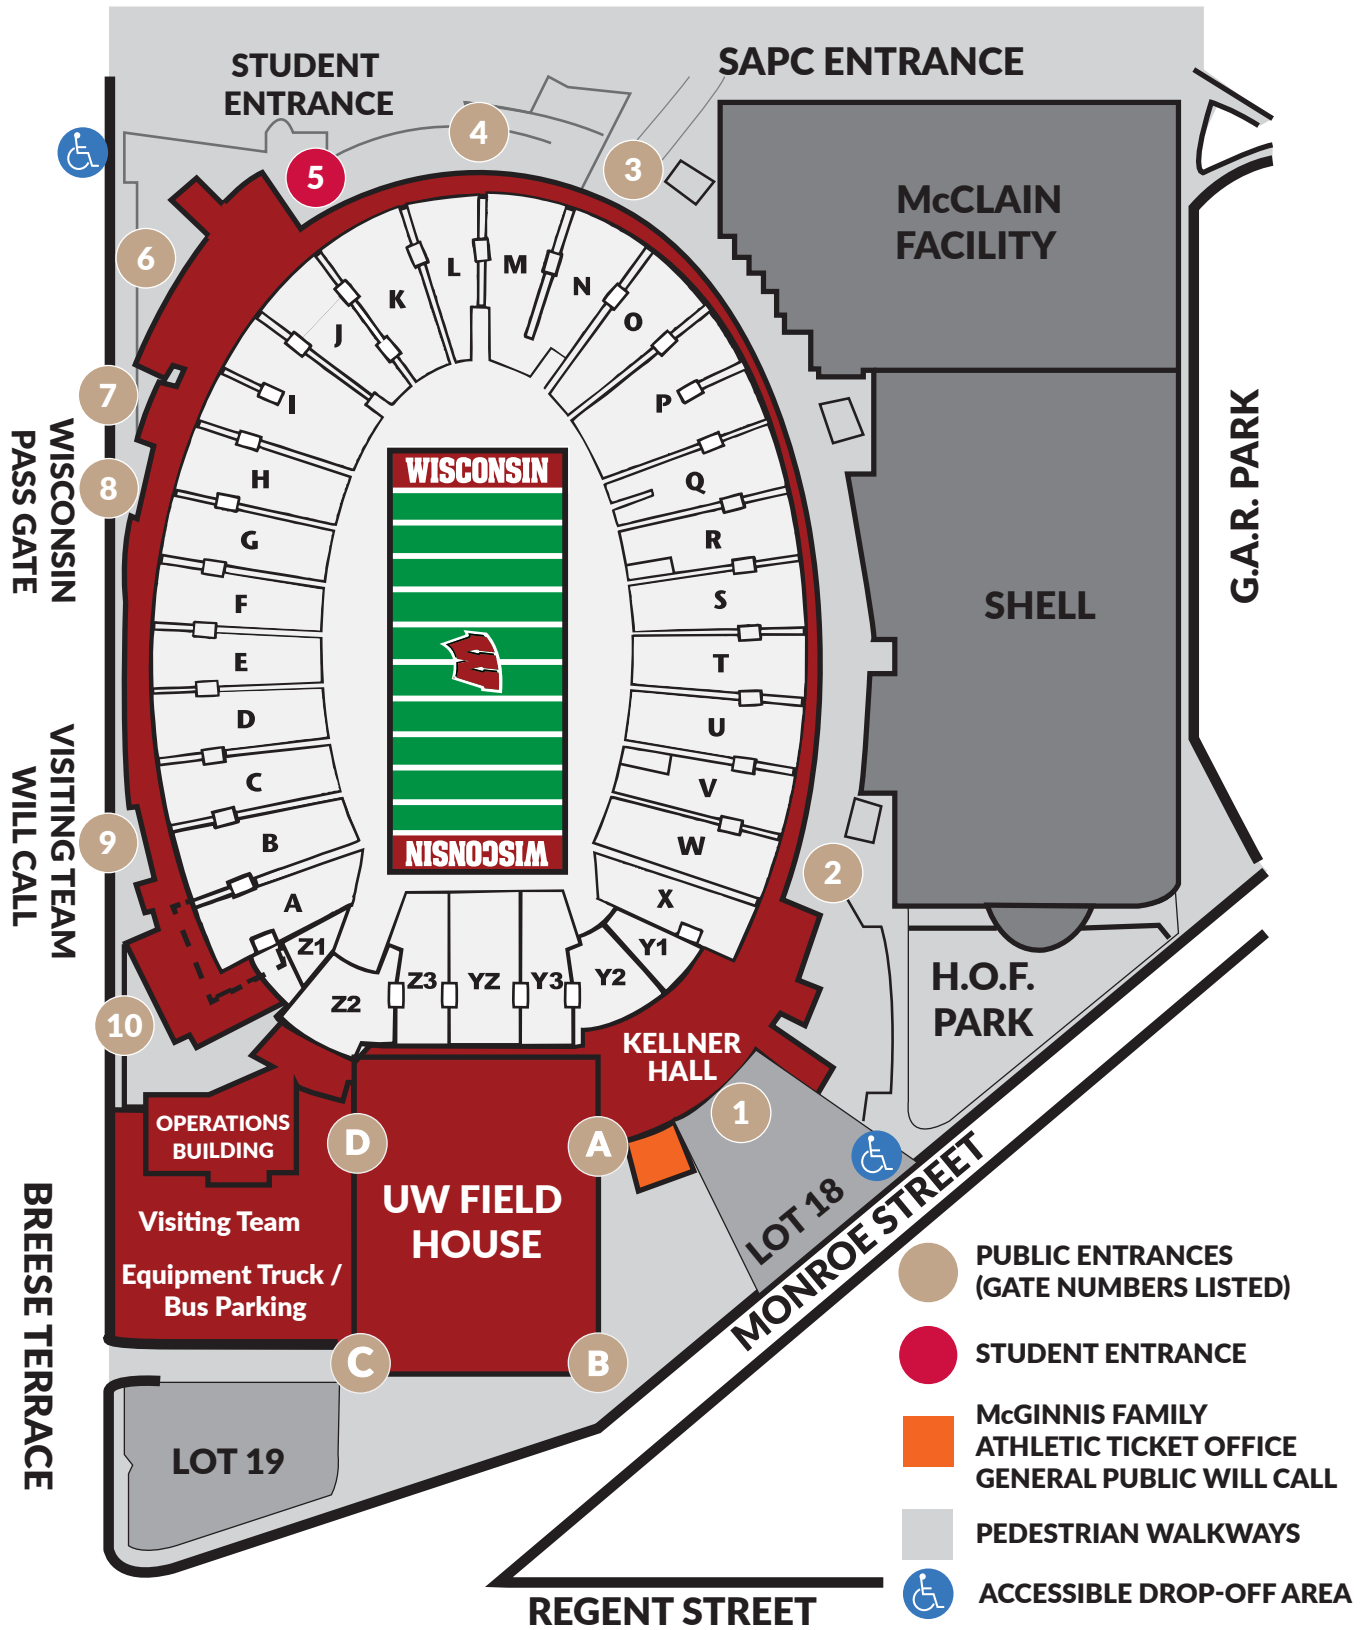 STUDENT
ENTRANCE
SAPC ENTRANCE
4
3
5
6
7
8
9
10
2
1
McCLAIN
FACILITY
SHELL
G.A.R. PARK
H.O.F.
PARK
WISCONSIN
PASS GATE
VISITING TEAM
WILL CALL
BREESE TERRACE
L
M
K
N
J
O
I
P
H
Q
G
R
F
S
E
T
D
U
C
V
B
W
A
X
Z1
Z2
Z3
YZ
Y3
Y2
Y1
WISCONSIN
W
WISCONSIN
KELLNER
HALL
OPERATIONS
BUILDING
Visiting Team
Equipment Truck /
Bus Parking
UW FIELD
HOUSE
D
A
C
B
LOT 18
MONROE STREET
LOT 19
REGENT STREET
PUBLIC ENTRANCES
(GATE NUMBERS LISTED)
STUDENT ENTRANCE
McGINNIS FAMILY
ATHLETIC TICKET OFFICE
GENERAL PUBLIC WILL CALL
PEDESTRIAN WALKWAYS
ACCESSIBLE DROP-OFF AREA